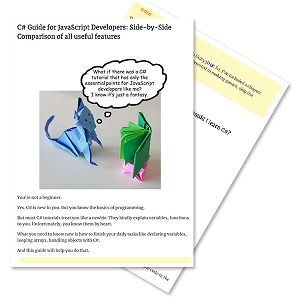 C# Guide for JavaScript Developers: Side-by-Side
Comparison of all useful features
What if there was a C#
tutorial that has only the
essential points for JavaScript
developers like me?
I know it's just a fantasy.
You're not a beginner.
Yes. C# is new to you. But you know the basics of programming.
But most C# tutorials treat you like a newbie. They kindly explain variables, functions
to you. Unfortunately, you know them by heart.
What you need to know now is how to finish your daily tasks like declaring variables,
looping arrays, handling objects with C#.
And this guide will help you do that.
I learn C#?